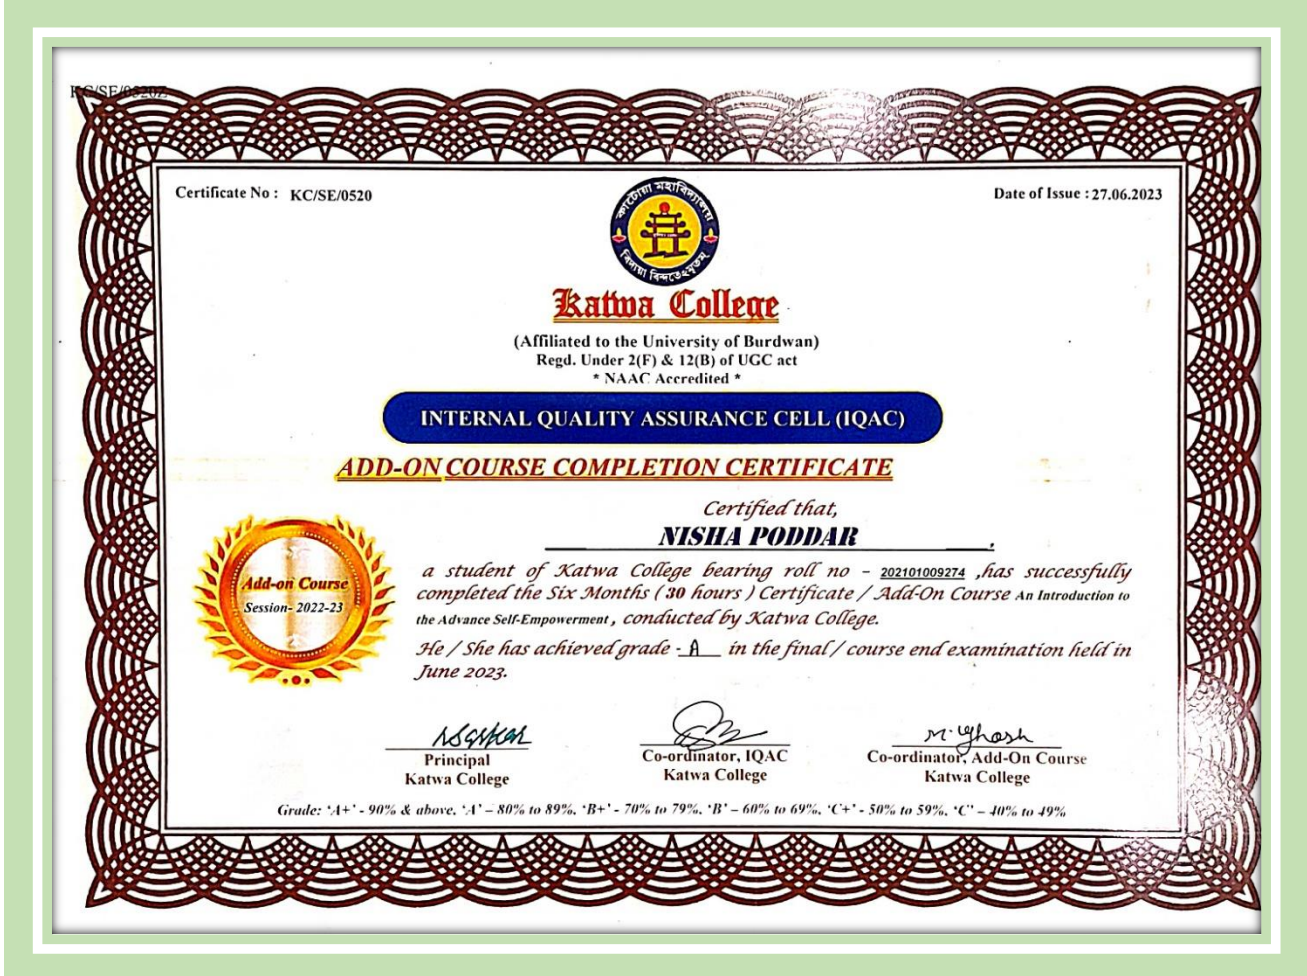 KC/SE/0520Z
Certificate No : KC/SE/0520
Date of Issue : 27.06.2023
কাটোয়া মহাবিদ্যালয়
Katwa College
(Affiliated to the University of Burdwan)
Regd. Under 2(F) & 12(B) of UGC act
* NAAC Accredited *
INTERNAL QUALITY ASSURANCE CELL (IQAC)
ADD-ON COURSE COMPLETION CERTIFICATE
Certified that,
NISHA PODDAR ,
Add-on Course
Session- 2022-23
a student of Katwa College bearing roll no - 202101009274 ,has successfully
completed the Six Months ( 30 hours ) Certificate / Add-On Course An Introduction to
the Advance Self-Empowerment , conducted by Katwa College.
He / She has achieved grade - A in the final / course end examination held in
June 2023.
M. Ghosh
Principal
Katwa College
Co-ordinator, IQAC
Katwa College
Co-ordinator, Add-On Course
Katwa College
Grade: 'A+' - 90% & above, 'A' – 80% to 89%, 'B+' - 70% to 79%, 'B' – 60% to 69%, 'C+' - 50% to 59%, 'C' – 40% to 49%